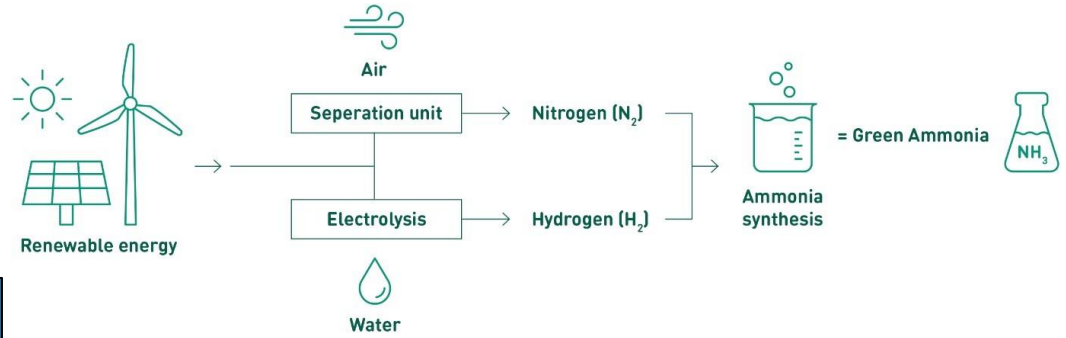 Air
Seperation unit
Nitrogen (N₂)
= Green Ammonia
NH₃
Ammonia
synthesis
Electrolysis
Hydrogen (H₂)
Renewable energy
Water